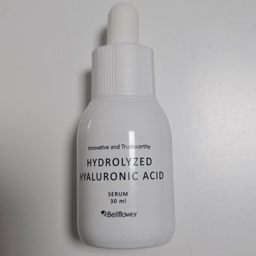 Innovative and Trustworthy
HYDROLYZED
HYALURONIC ACID
SERUM
30 ml
Bellflower